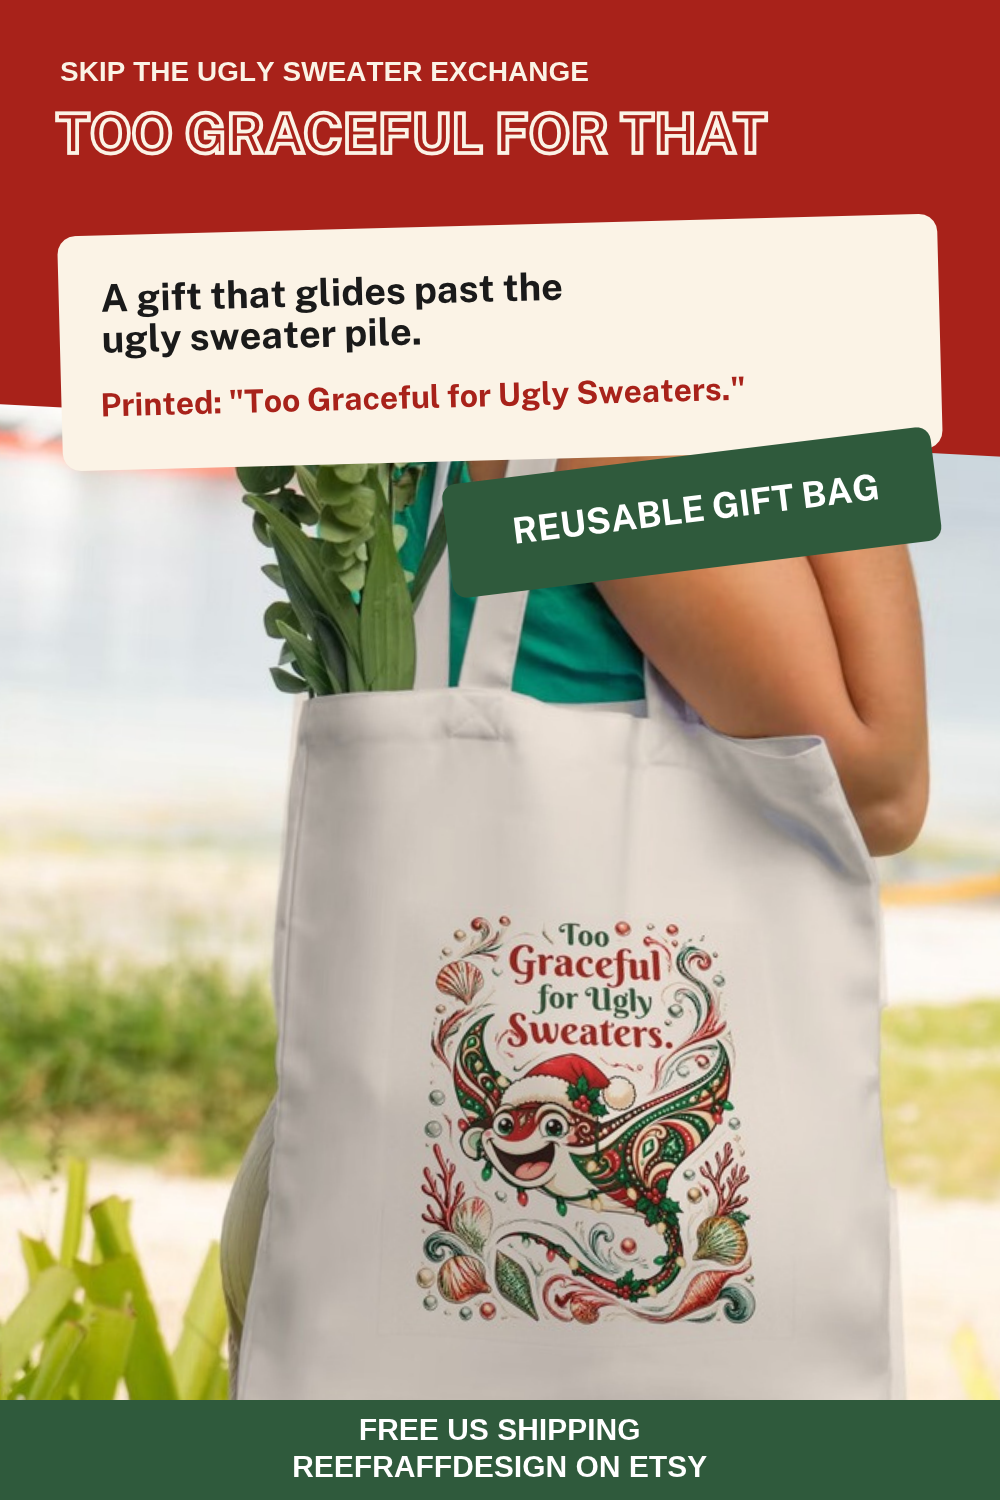 SKIP THE UGLY SWEATER EXCHANGE
TOO GRACEFUL FOR THAT
A gift that glides past the
ugly sweater pile.
Printed: "Too Graceful for Ugly Sweaters."
REUSABLE GIFT BAG
Too
Graceful
for Ugly
Sweaters.
FREE US SHIPPING
REEFRAFFDESIGN ON ETSY